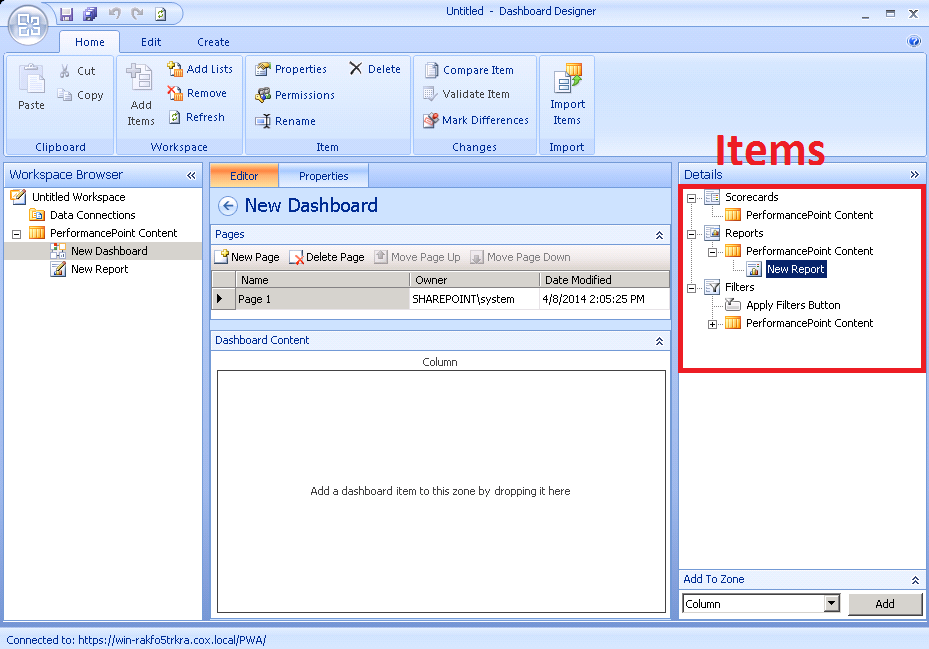 Untitled - Dashboard Designer
Home Edit Create
Paste Cut Copy
Clipboard
Add Items Add Lists Remove Refresh
Workspace
Properties Delete Permissions Rename
Item
Compare Item Validate Item Mark Differences
Changes
Import Items
Import
Items
Workspace Browser
Untitled Workspace
Data Connections
PerformancePoint Content
New Dashboard
New Report
Editor Properties
New Dashboard
Pages
New Page Delete Page Move Page Up Move Page Down
Name Owner Date Modified
Page 1 SHAREPOINT\system 4/8/2014 2:05:25 PM
Dashboard Content
Column
Add a dashboard item to this zone by dropping it here
Details
Scorecards
PerformancePoint Content
Reports
PerformancePoint Content
New Report
Filters
Apply Filters Button
PerformancePoint Content
Add To Zone
Column Add
Connected to: https://win-rakfo5trkra.cox.local/PWA/